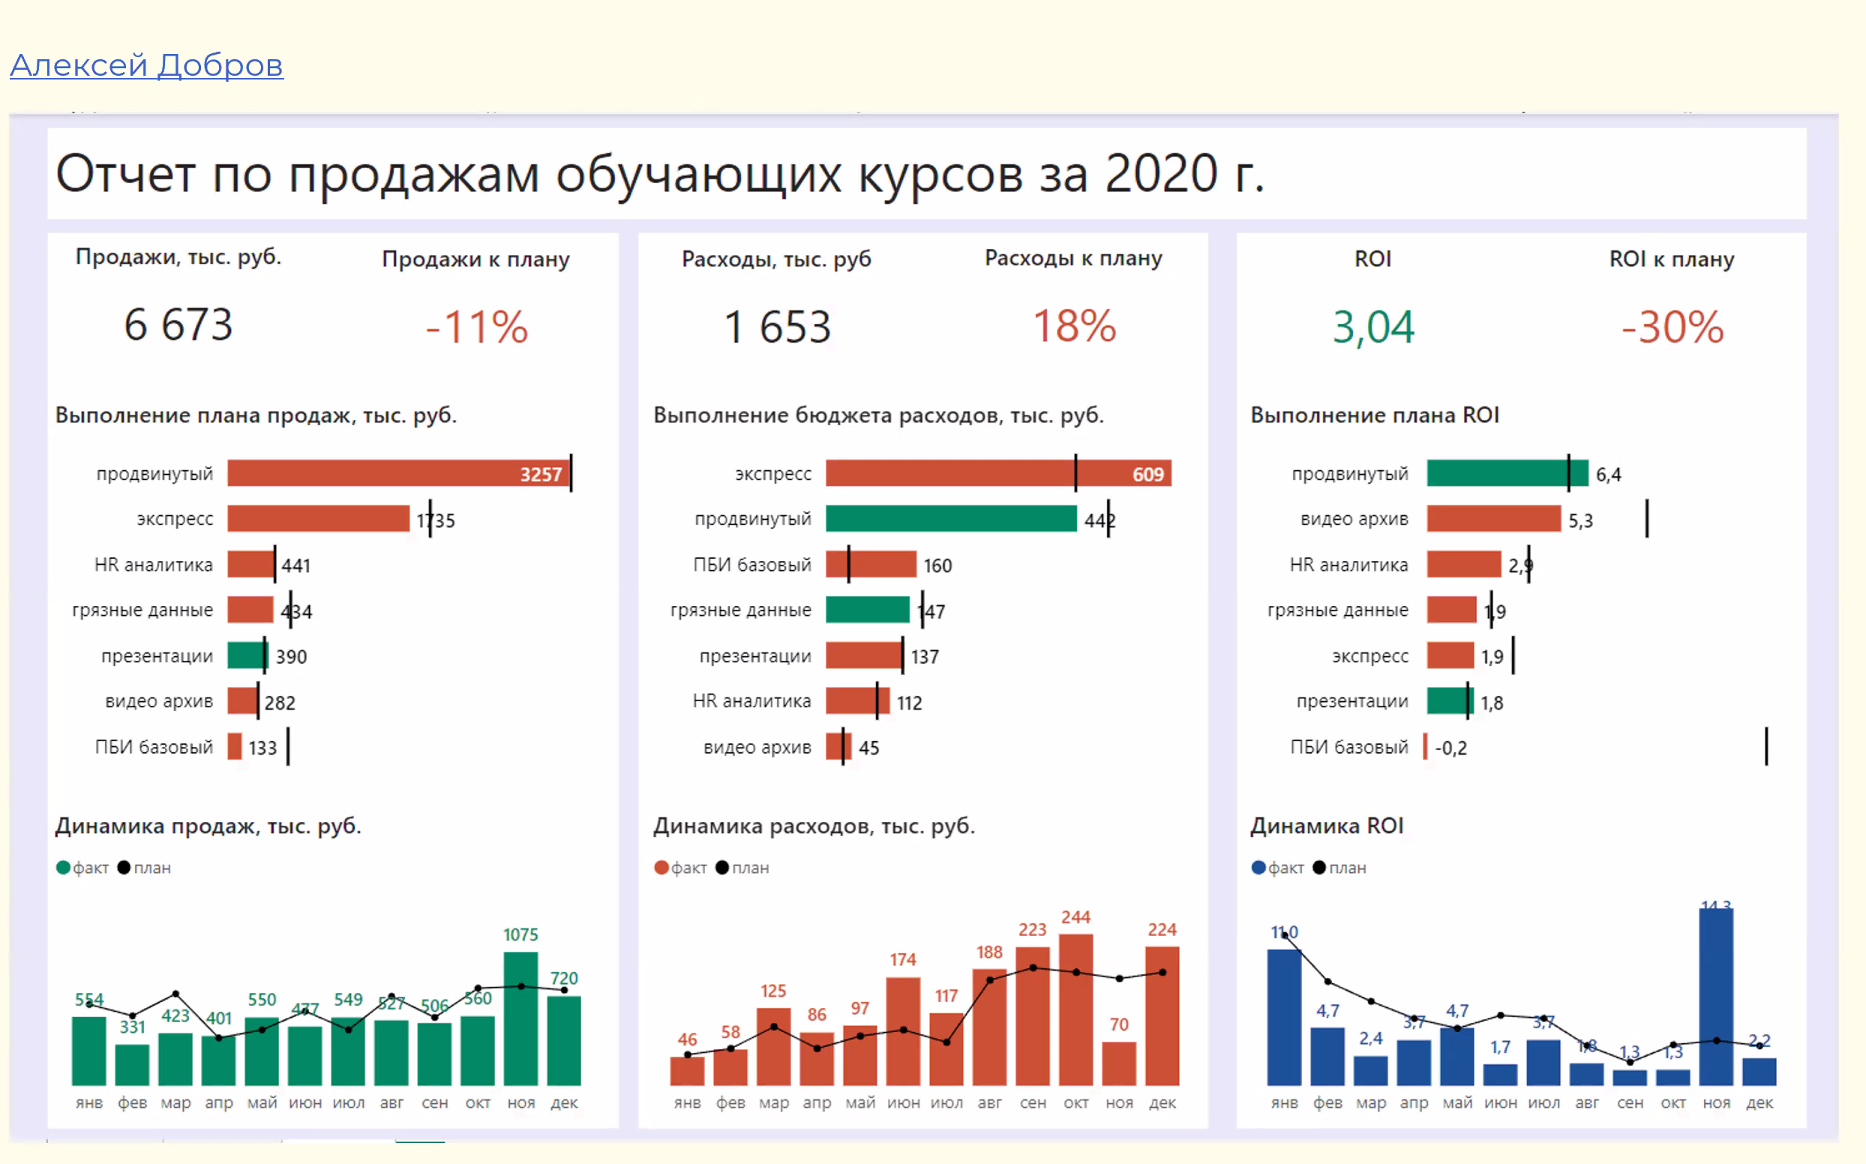 Алексей Добров
Отчет по продажам обучающих курсов за 2020 г.
Продажи, тыс. руб.
Продажи к плану
6 673
-11%
Выполнение плана продаж, тыс. руб.
продвинутый 3257
экспресс 1735
HR аналитика 441
грязные данные 434
презентации 390
видео архив 282
ПБИ базовый 133
Динамика продаж, тыс. руб.
факт план
554 331 423 401 550 477 549 527 506 560 1075 720
янв фев мар апр май июн июл авг сен окт ноя дек
Расходы, тыс. руб
Расходы к плану
1 653
18%
Выполнение бюджета расходов, тыс. руб.
экспресс 609
продвинутый 442
ПБИ базовый 160
грязные данные 147
презентации 137
HR аналитика 112
видео архив 45
Динамика расходов, тыс. руб.
факт план
46 58 125 86 97 174 117 188 223 244 70 224
янв фев мар апр май июн июл авг сен окт ноя дек
ROI
ROI к плану
3,04
-30%
Выполнение плана ROI
продвинутый 6,4
видео архив 5,3
HR аналитика 2,9
грязные данные 1,9
экспресс 1,9
презентации 1,8
ПБИ базовый -0,2
Динамика ROI
факт план
11,0 4,7 2,4 3,7 4,7 1,7 3,7 1,8 1,3 1,3 14,3 2,2
янв фев мар апр май июн июл авг сен окт ноя дек